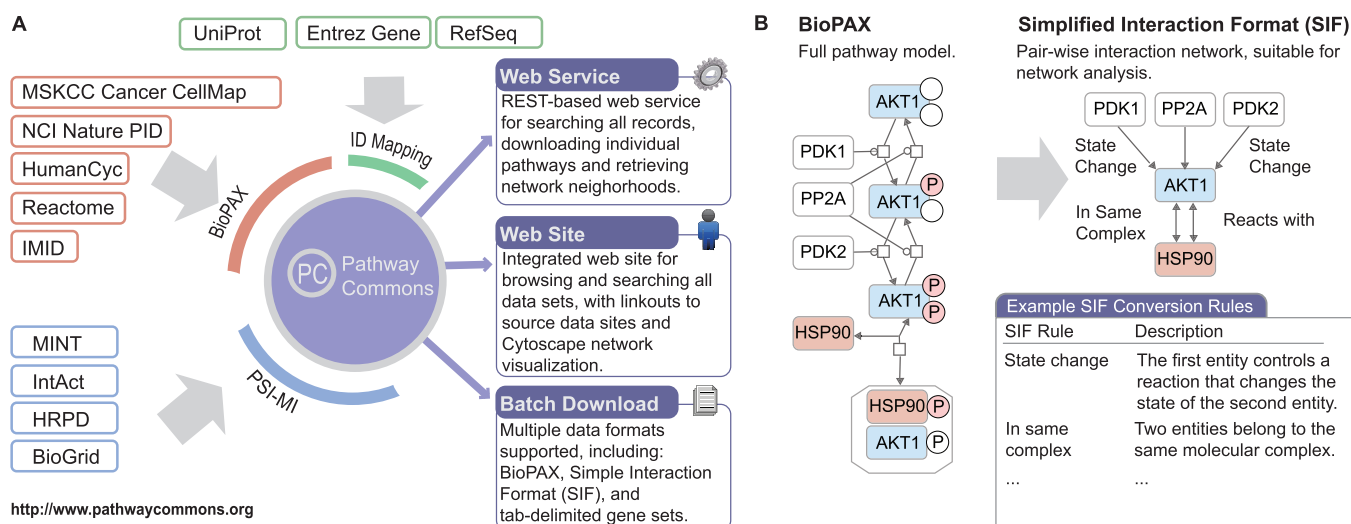 A
UniProt
Entrez Gene
RefSeq
MSKCC Cancer CellMap
NCI Nature PID
HumanCyc
Reactome
IMID
BioPAX
ID Mapping
PC
Pathway
Commons
PSI-MI
MINT
IntAct
HRPD
BioGrid
http://www.pathwaycommons.org
Web Service
REST-based web service
for searching all records,
downloading individual
pathways and retrieving
network neighorhoods.
Web Site
Integrated web site for
browsing and searching all
data sets, with linkouts to
source data sites and
Cytoscape network
visualization.
Batch Download
Multiple data formats
supported, including:
BioPAX, Simple Interaction
Format (SIF), and
tab-delimited gene sets.
B
BioPAX
Full pathway model.
AKT1
PDK1
PP2A
AKT1
P
PDK2
AKT1
P
P
HSP90
HSP90
P
AKT1
P
Simplified Interaction Format (SIF)
Pair-wise interaction network, suitable for
network analysis.
PDK1
PP2A
PDK2
State
Change
State
Change
AKT1
In Same
Complex
Reacts with
HSP90
Example SIF Conversion Rules
SIF Rule
Description
State change
The first entity controls a
reaction that changes the
state of the second entity.
In same
complex
Two entities belong to the
same molecular complex.
...
...